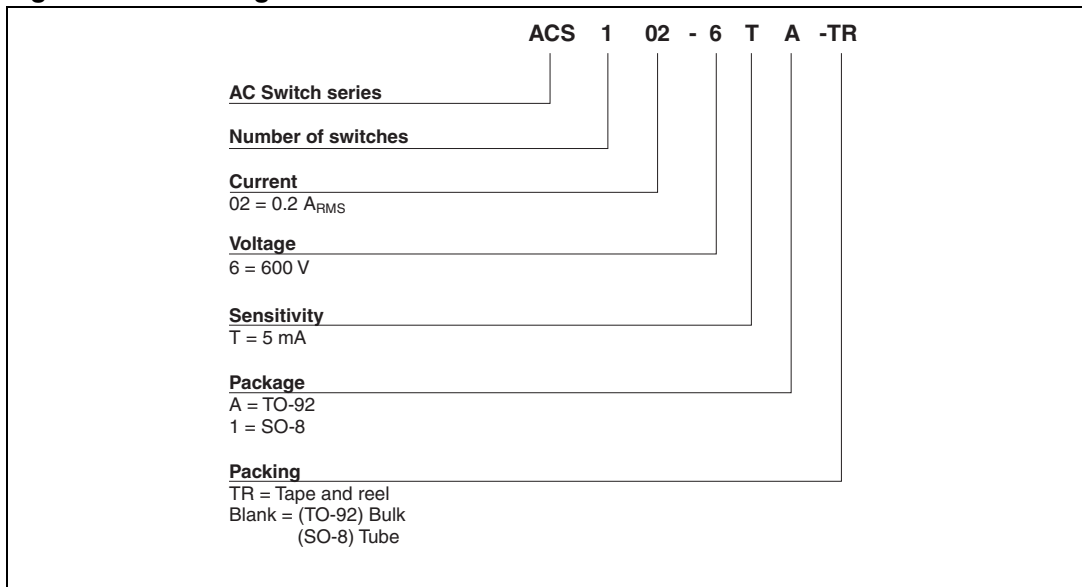 ACS 1 02 - 6 T A -TR
AC Switch series
Number of switches
Current
02 = 0.2 ARMS
Voltage
6 = 600 V
Sensitivity
T = 5 mA
Package
A = TO-92
1 = SO-8
Packing
TR = Tape and reel
Blank = (TO-92) Bulk
(SO-8) Tube